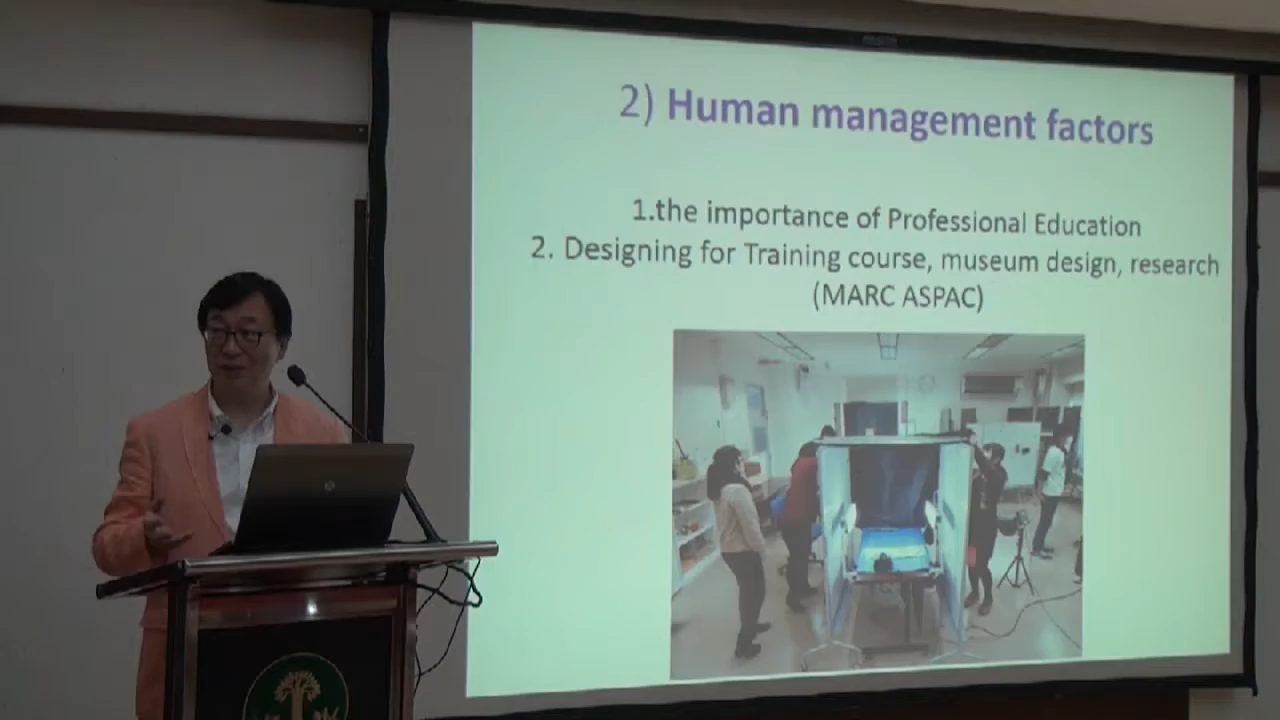 2) Human management factors
1.the importance of Professional Education
2. Designing for Training course, museum design, research
(MARC ASPAC)